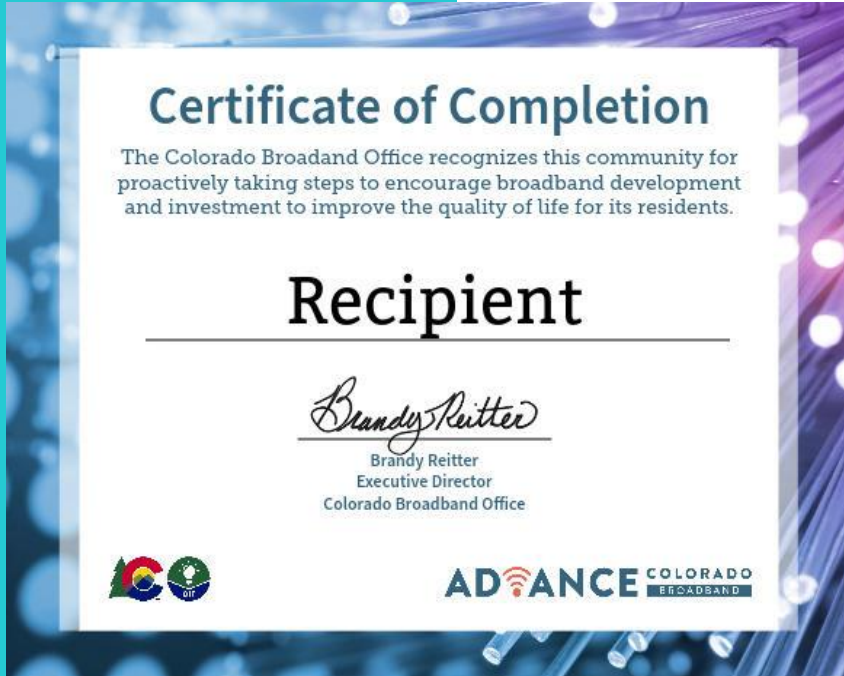 Certificate of Completion
The Colorado Broadand Office recognizes this community for
proactively taking steps to encourage broadband development
and investment to improve the quality of life for its residents.
Recipient
Brandy Reitter
Brandy Reitter
Executive Director
Colorado Broadband Office
CO
OIT
ADVANCE COLORADO
BROADBAND